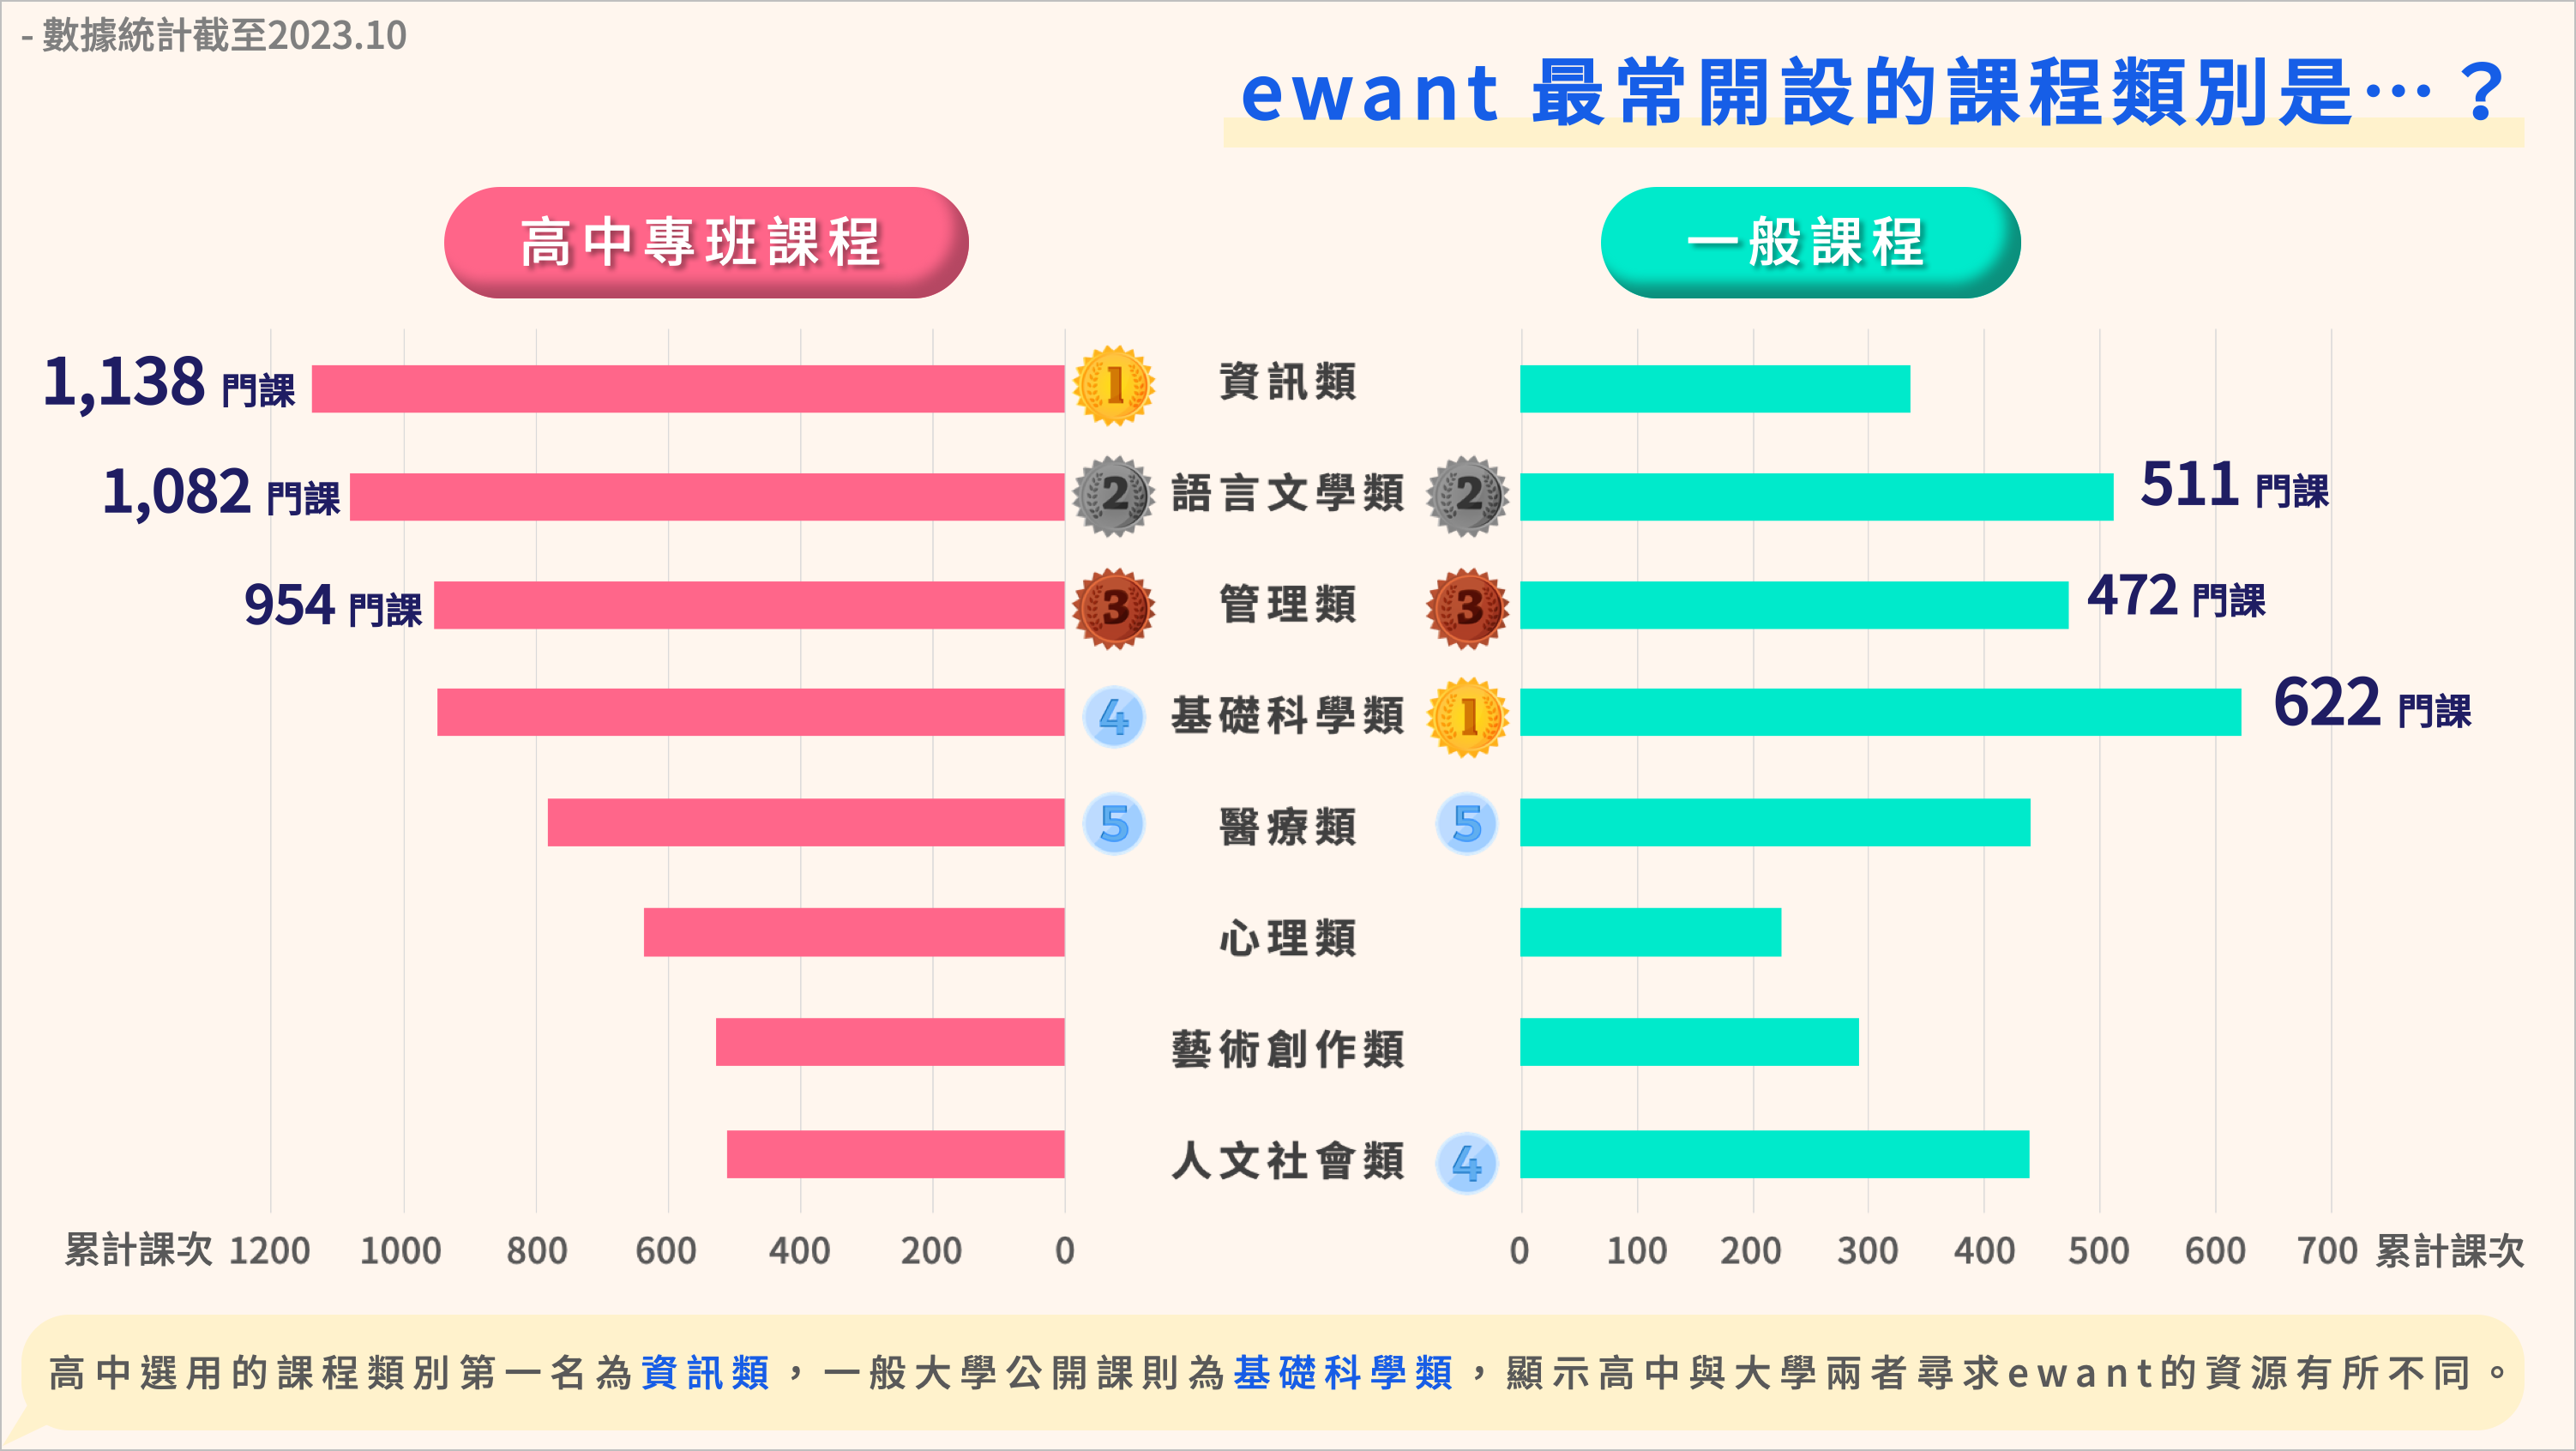 - 數據統計截至2023.10
ewant 最常開設的課程類別是…？
高中專班課程
一般課程
1,138 門課
1
資訊類
1,082 門課
2
語言文學類
2
511 門課
954 門課
3
管理類
3
472 門課
4
基礎科學類
1
622 門課
5
醫療類
5
心理類
藝術創作類
人文社會類
4
累計課次 1200 1000 800 600 400 200 0
0 100 200 300 400 500 600 700 累計課次
高中選用的課程類別第一名為資訊類，一般大學公開課則為基礎科學類，顯示高中與大學兩者尋求ewant的資源有所不同。